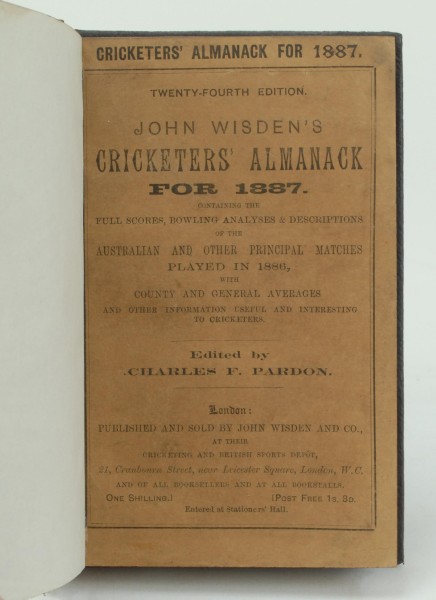 CRICKETERS' ALMANACK FOR 1887.
TWENTY-FOURTH EDITION.
JOHN WISDEN'S
CRICKETERS' ALMANACK
FOR 1887.
CONTAINING THE
FULL SCORES, BOWLING ANALYSES & DESCRIPTIONS
OF THE
AUSTRALIAN AND OTHER PRINCIPAL MATCHES
PLAYED IN 1886,
WITH
COUNTY AND GENERAL AVERAGES
AND OTHER INFORMATION USEFUL AND INTERESTING
TO CRICKETERS.
Edited by
CHARLES F. PARDON.
London:
PUBLISHED AND SOLD BY JOHN WISDEN AND CO.,
AT THEIR
CRICKETING AND BRITISH SPORTS DEPÔT,
21, Cranbourn Street, near Leicester Square, London, W.C.
AND OF ALL BOOKSELLERS AND AT ALL BOOKSTALLS.
ONE SHILLING.] [POST FREE 1S. 3D.
Entered at Stationers' Hall.